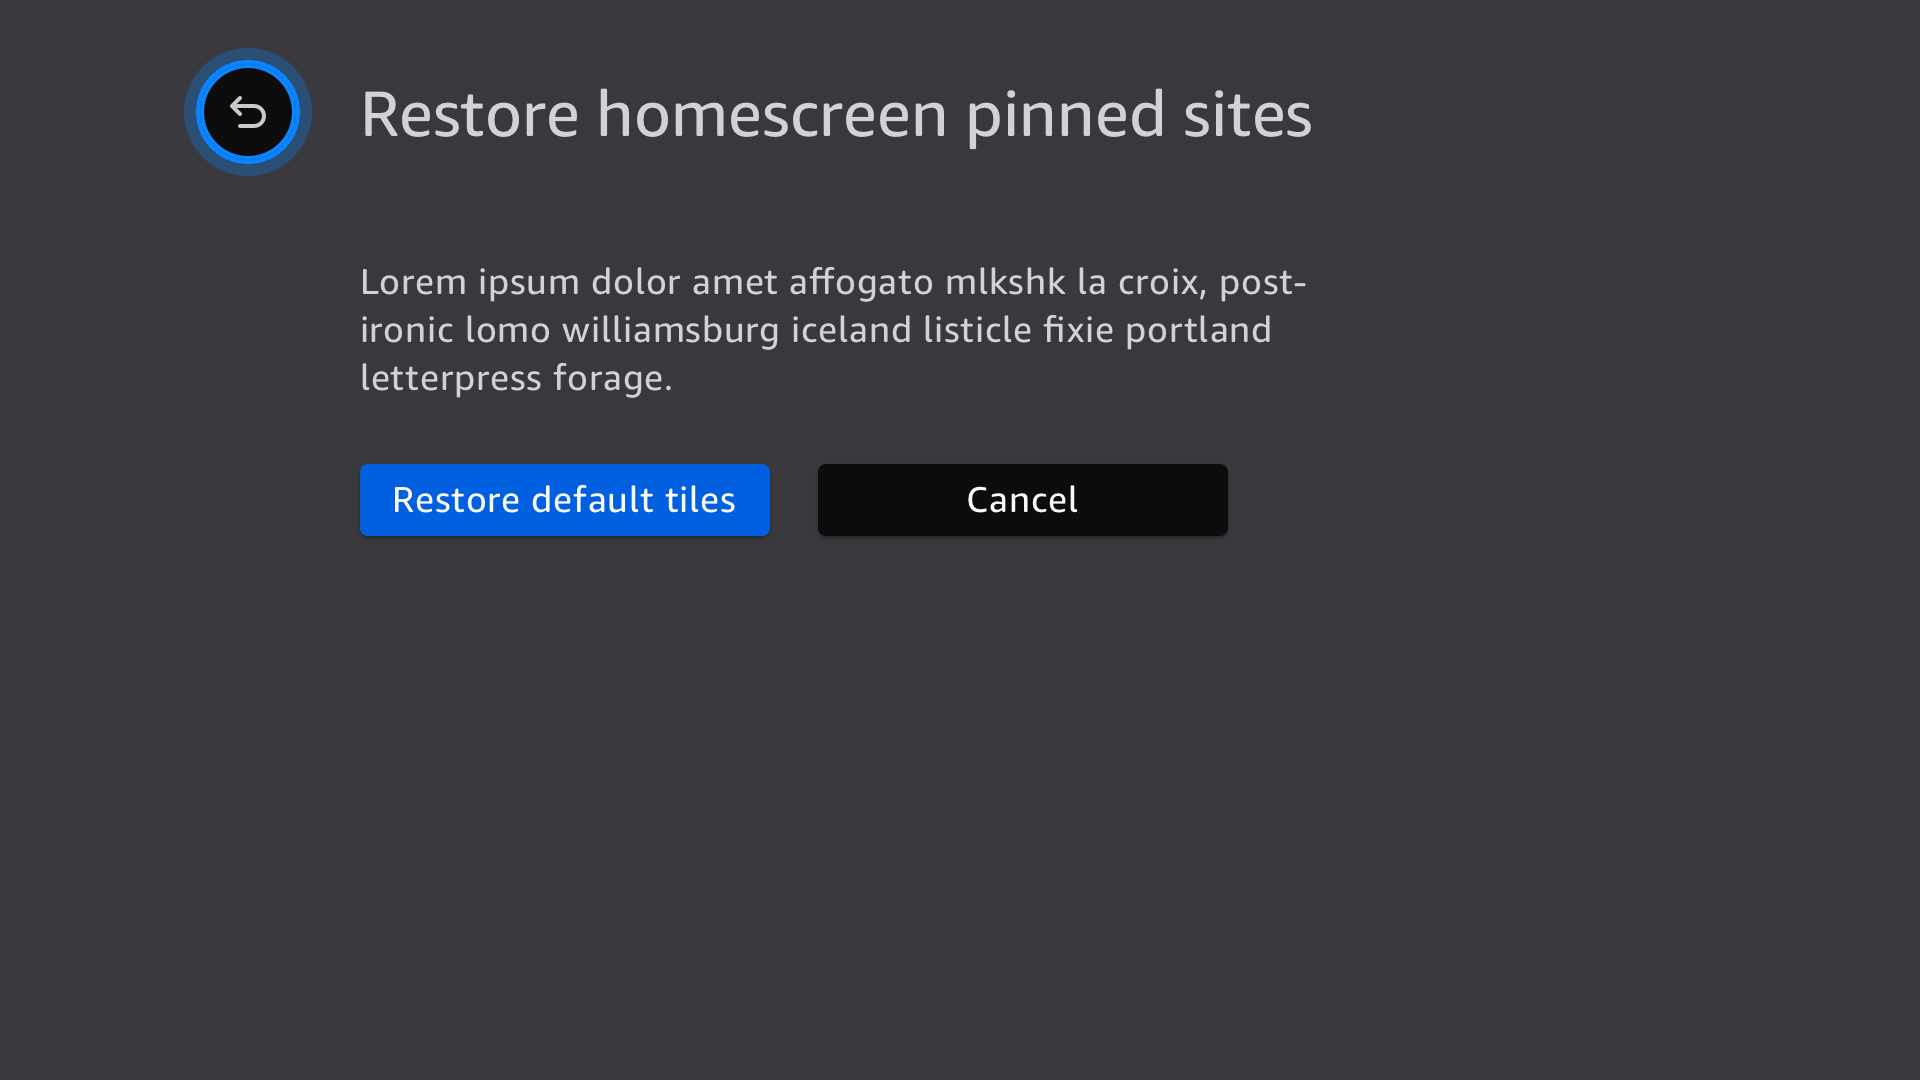 Restore homescreen pinned sites
Lorem ipsum dolor amet affogato mlkshk la croix, post-
ironic lomo williamsburg iceland listicle fixie portland
letterpress forage.
Restore default tiles
Cancel